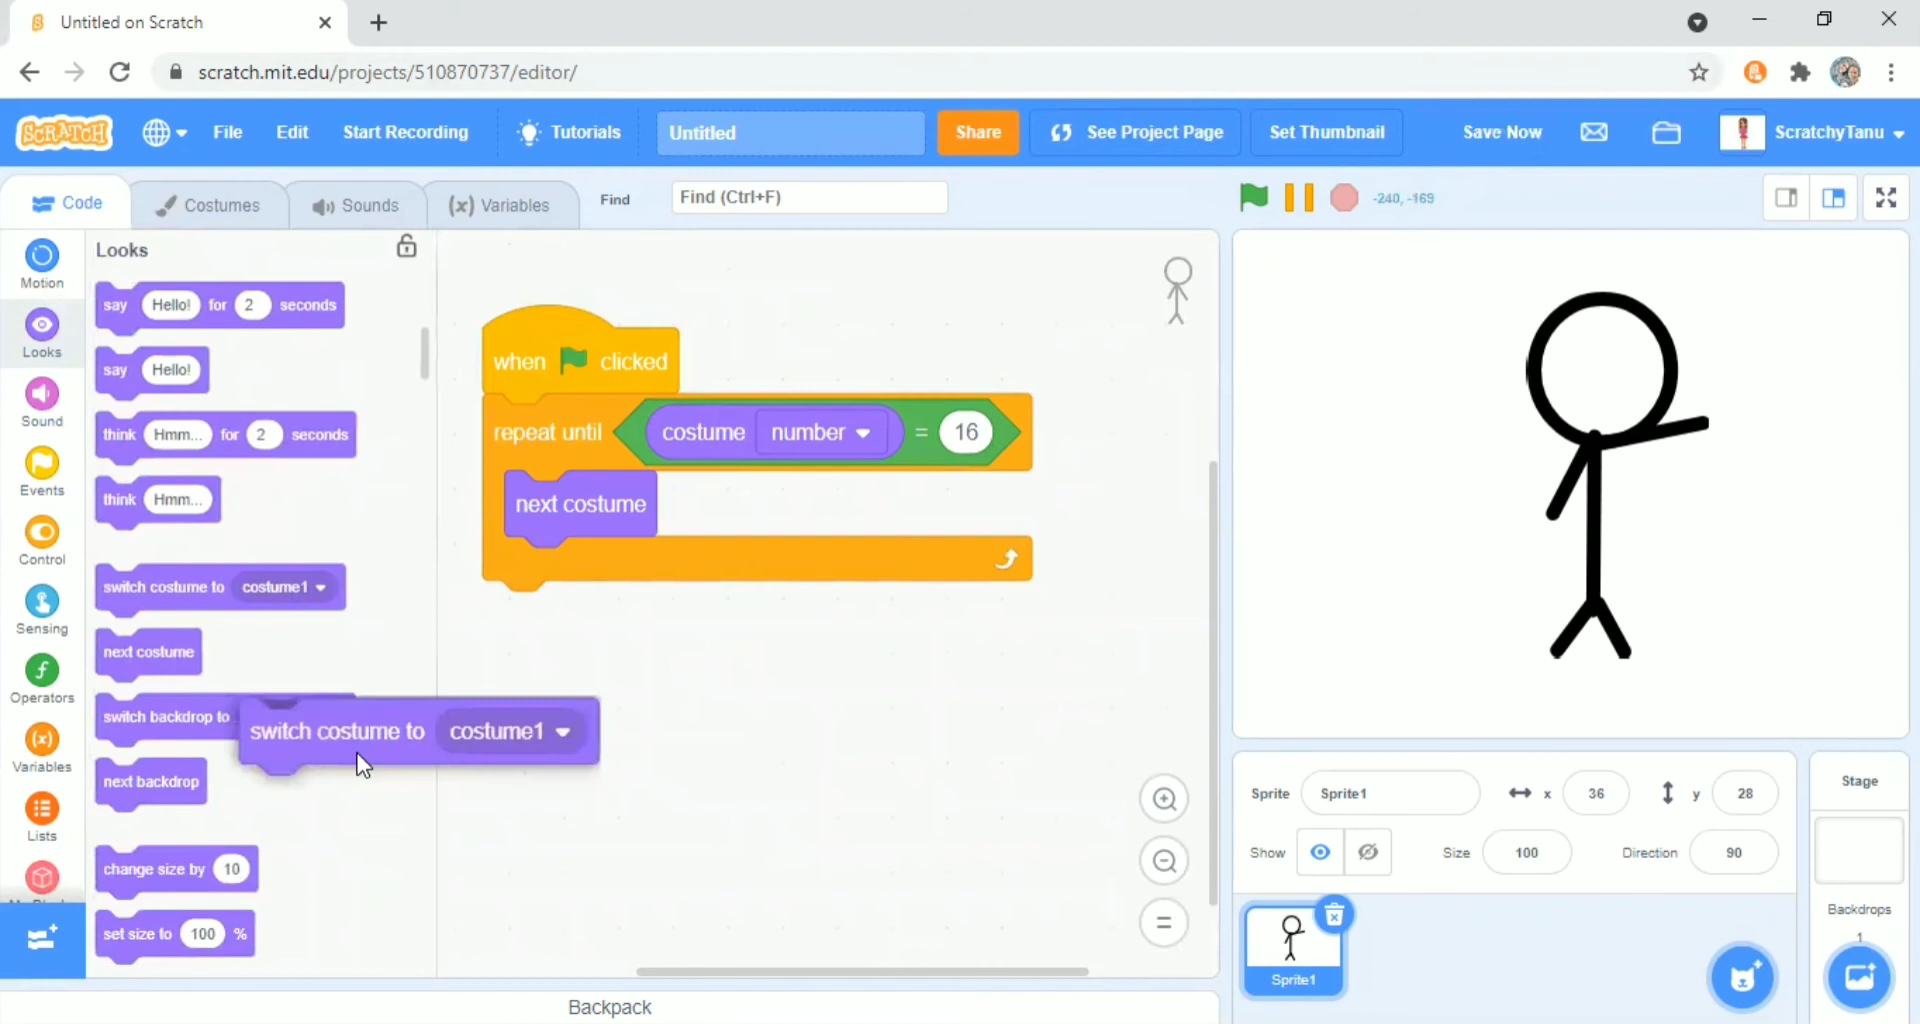 Untitled on Scratch
scratch.mit.edu/projects/510870737/editor/
SCRATCH
File
Edit
Start Recording
Tutorials
Untitled
Share
See Project Page
Set Thumbnail
Save Now
ScratchyTanu
Code
Costumes
Sounds
(x) Variables
Find
Find (Ctrl+F)
-240, -169
Motion
Looks
Sound
Events
Control
Sensing
Operators
(x)
Variables
Lists
Looks
say Hello! for 2 seconds
say Hello!
think Hmm... for 2 seconds
think Hmm...
switch costume to costume1
next costume
switch backdrop to
next backdrop
change size by 10
set size to 100 %
switch costume to costume1
when clicked
repeat until costume number = 16
next costume
Backpack
Sprite Sprite1 x 36 y 28
Show Size 100 Direction 90
Sprite1
Stage
Backdrops
1